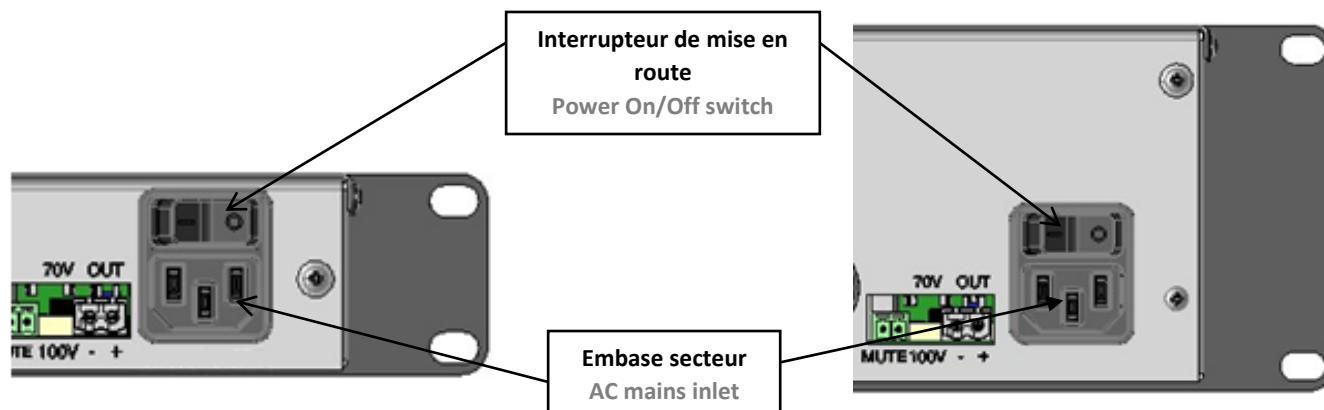 Interrupteur de mise en
route
Power On/Off switch
70V OUT
UTE 100V - +
70V OUT
MUTE 100V - +
Embase secteur
AC mains inlet